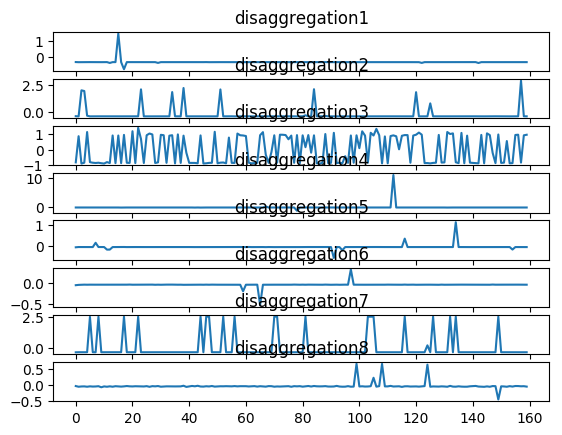 disaggregation1
1
0
disaggregation2
2.5
0.0
disaggregation3
1
0
−1
disaggregation4
10
0
disaggregation5
1
0
disaggregation6
0.0
−0.5
disaggregation7
2.5
0.0
disaggregation8
0.5
0.0
−0.5
0 20 40 60 80 100 120 140 160